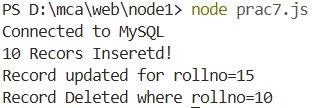 PS D:\mca\web\node1> node prac7.js
Connected to MySQL
10 Recors Inseretd!
Record updated for rollno=15
Record Deleted where rollno=10